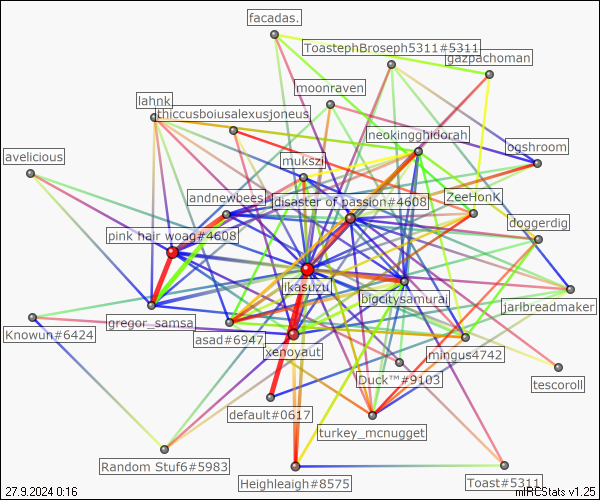 facadas.
ToastephBroseph5311#5311
gazpachoman
moonraven
lahnk
thiccusboiusalexusjoneus
neokingghidorah
ogshroom
avelicious
mukszil
andnewbees
disaster of passion#4608
ZeeHonK
doggerdig
pink hair woag#4608
ilkasuzu
bigcitysamurai
jarlbreadmaker
gregor_samsa
Knowun#6424
asad#6947
xenoyaut
mingus4742
Duck™#9103
tescoroll
default#0617
turkey_mcnugget
Random Stuf6#5983
Heighleaigh#8575
Toast#5311
27.9.2024 0:16
mIRCStats v1.25